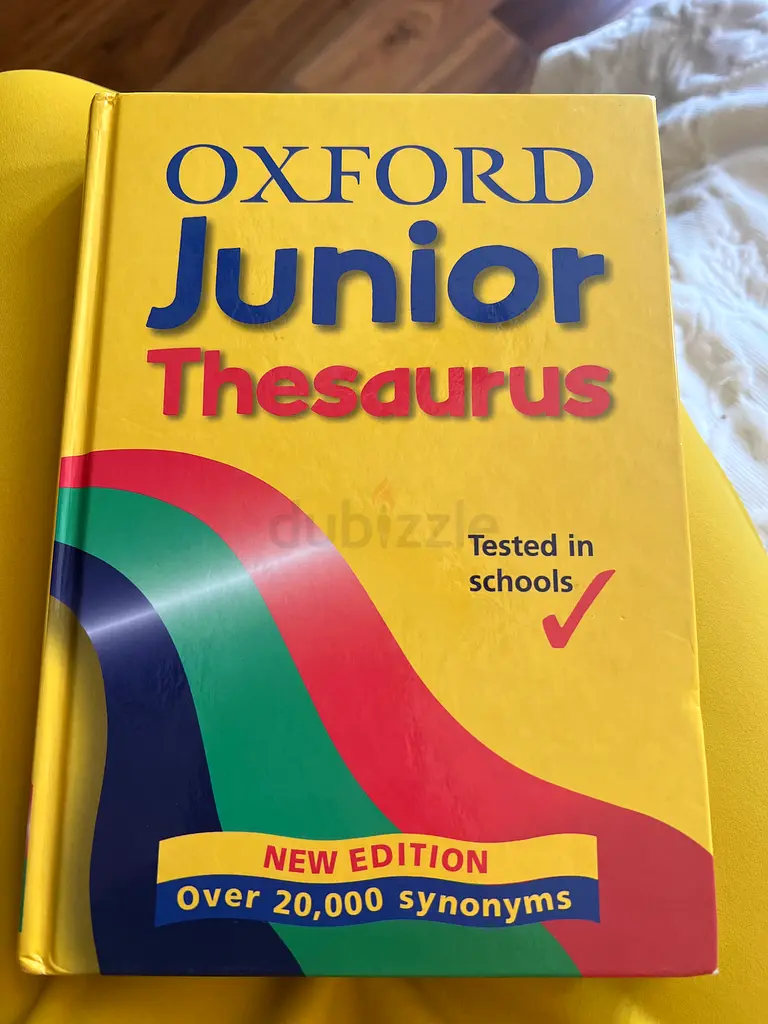 OXFORD
Junior
Thesaurus
dubizzle
Tested in
schools
NEW EDITION
Over 20,000 synonyms